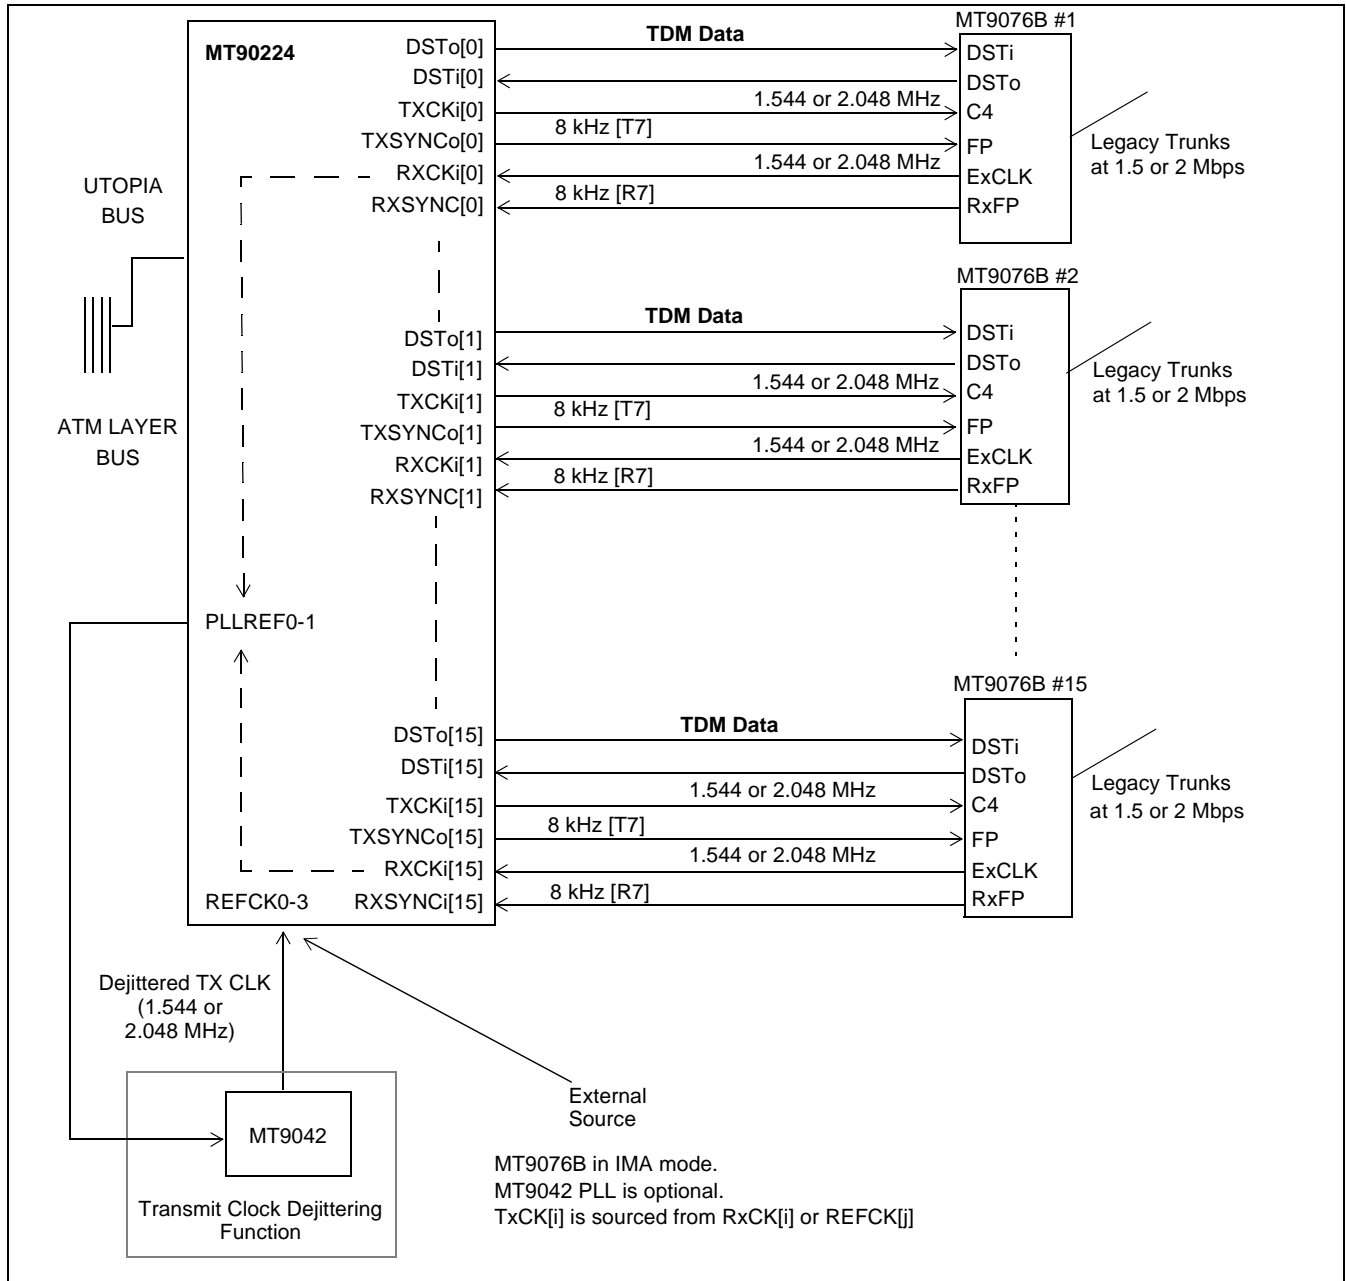 MT90224
UTOPIA
BUS
ATM LAYER
BUS
DSTo[0]
DSTi[0]
TXCKi[0]
TXSYNCo[0]
RXCKi[0]
RXSYNC[0]
TDM Data
1.544 or 2.048 MHz
8 kHz [T7]
1.544 or 2.048 MHz
8 kHz [R7]
MT9076B #1
DSTi
DSTo
C4
FP
ExCLK
RxFP
Legacy Trunks
at 1.5 or 2 Mbps
DSTo[1]
DSTi[1]
TXCKi[1]
TXSYNCo[1]
RXCKi[1]
RXSYNC[1]
TDM Data
1.544 or 2.048 MHz
8 kHz [T7]
1.544 or 2.048 MHz
8 kHz [R7]
MT9076B #2
DSTi
DSTo
C4
FP
ExCLK
RxFP
Legacy Trunks
at 1.5 or 2 Mbps
PLLREF0-1
DSTo[15]
DSTi[15]
TXCKi[15]
TXSYNCo[15]
RXCKi[15]
RXSYNCi[15]
REFCK0-3
TDM Data
1.544 or 2.048 MHz
8 kHz [T7]
1.544 or 2.048 MHz
8 kHz [R7]
MT9076B #15
DSTi
DSTo
C4
FP
ExCLK
RxFP
Legacy Trunks
at 1.5 or 2 Mbps
Dejittered TX CLK
(1.544 or
2.048 MHz)
MT9042
Transmit Clock Dejittering
Function
External
Source
MT9076B in IMA mode.
MT9042 PLL is optional.
TxCK[i] is sourced from RxCK[i] or REFCK[j]